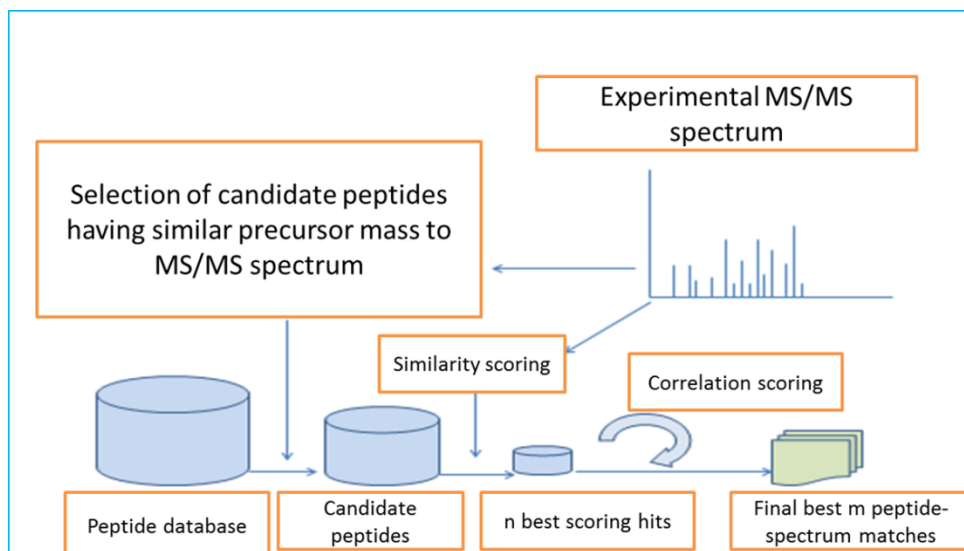 Experimental MS/MS
spectrum
Selection of candidate peptides
having similar precursor mass to
MS/MS spectrum
Similarity scoring
Correlation scoring
Peptide database
Candidate
peptides
n best scoring hits
Final best m peptide-
spectrum matches